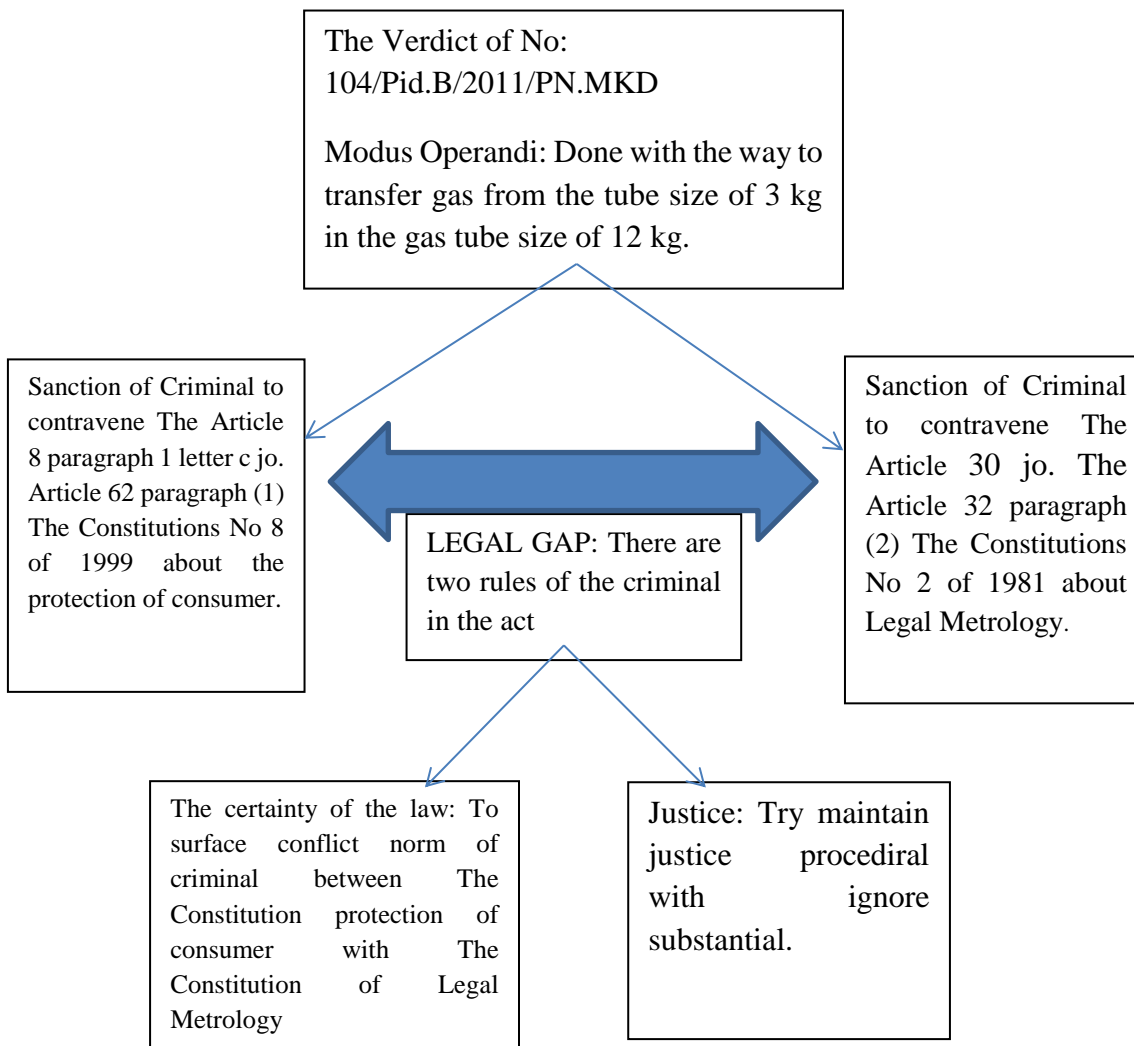 The Verdict of No:
104/Pid.B/2011/PN.MKD
Modus Operandi: Done with the way to
transfer gas from the tube size of 3 kg
in the gas tube size of 12 kg.
Sanction of Criminal to
contravene The Article
8 paragraph 1 letter c jo.
Article 62 paragraph (1)
The Constitutions No 8
of 1999 about the
protection of consumer.
Sanction of Criminal
to contravene The
Article 30 jo. The
Article 32 paragraph
(2) The Constitutions
No 2 of 1981 about
Legal Metrology.
LEGAL GAP: There are
two rules of the criminal
in the act
The certainty of the law: To
surface conflict norm of
criminal between The
Constitution protection of
consumer with The
Constitution of Legal
Metrology
Justice: Try maintain
justice procediral
with ignore
substantial.